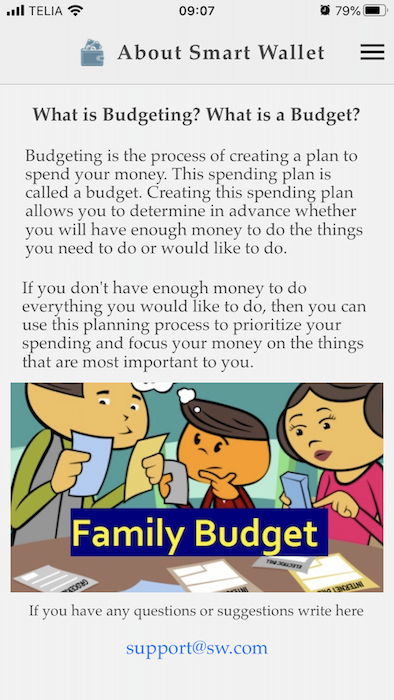 TELIA 09:07 79%
About Smart Wallet
What is Budgeting? What is a Budget?
Budgeting is the process of creating a plan to
spend your money. This spending plan is
called a budget. Creating this spending plan
allows you to determine in advance whether
you will have enough money to do the things
you need to do or would like to do.
If you don't have enough money to do
everything you would like to do, then you can
use this planning process to prioritize your
spending and focus your money on the things
that are most important to you.
Family Budget
ELECTRIC BILL
If you have any questions or suggestions write here
support@sw.com